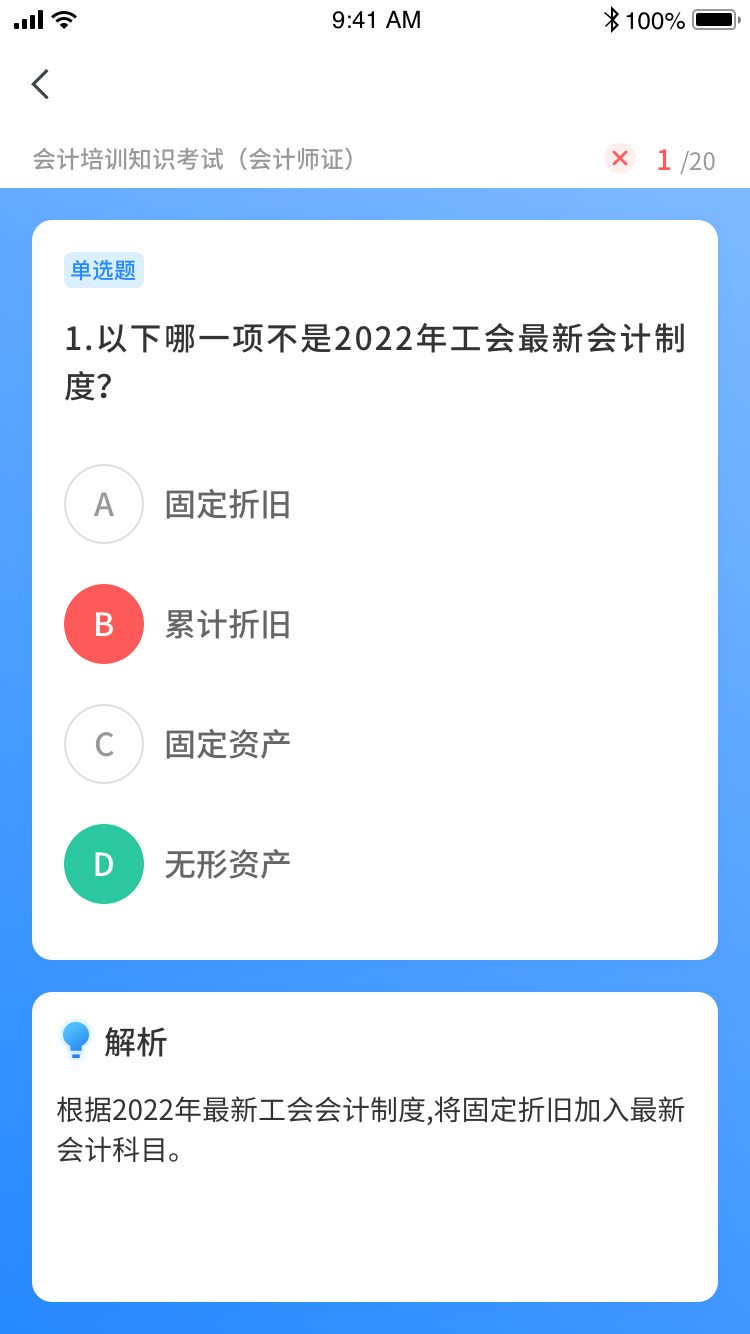 9:41 AM
100%
会计培训知识考试（会计师证）
1 /20
单选题
1.以下哪一项不是2022年工会最新会计制
度?
A 固定折旧
B 累计折旧
C 固定资产
D 无形资产
解析
根据2022年最新工会会计制度,将固定折旧加入最新
会计科目。